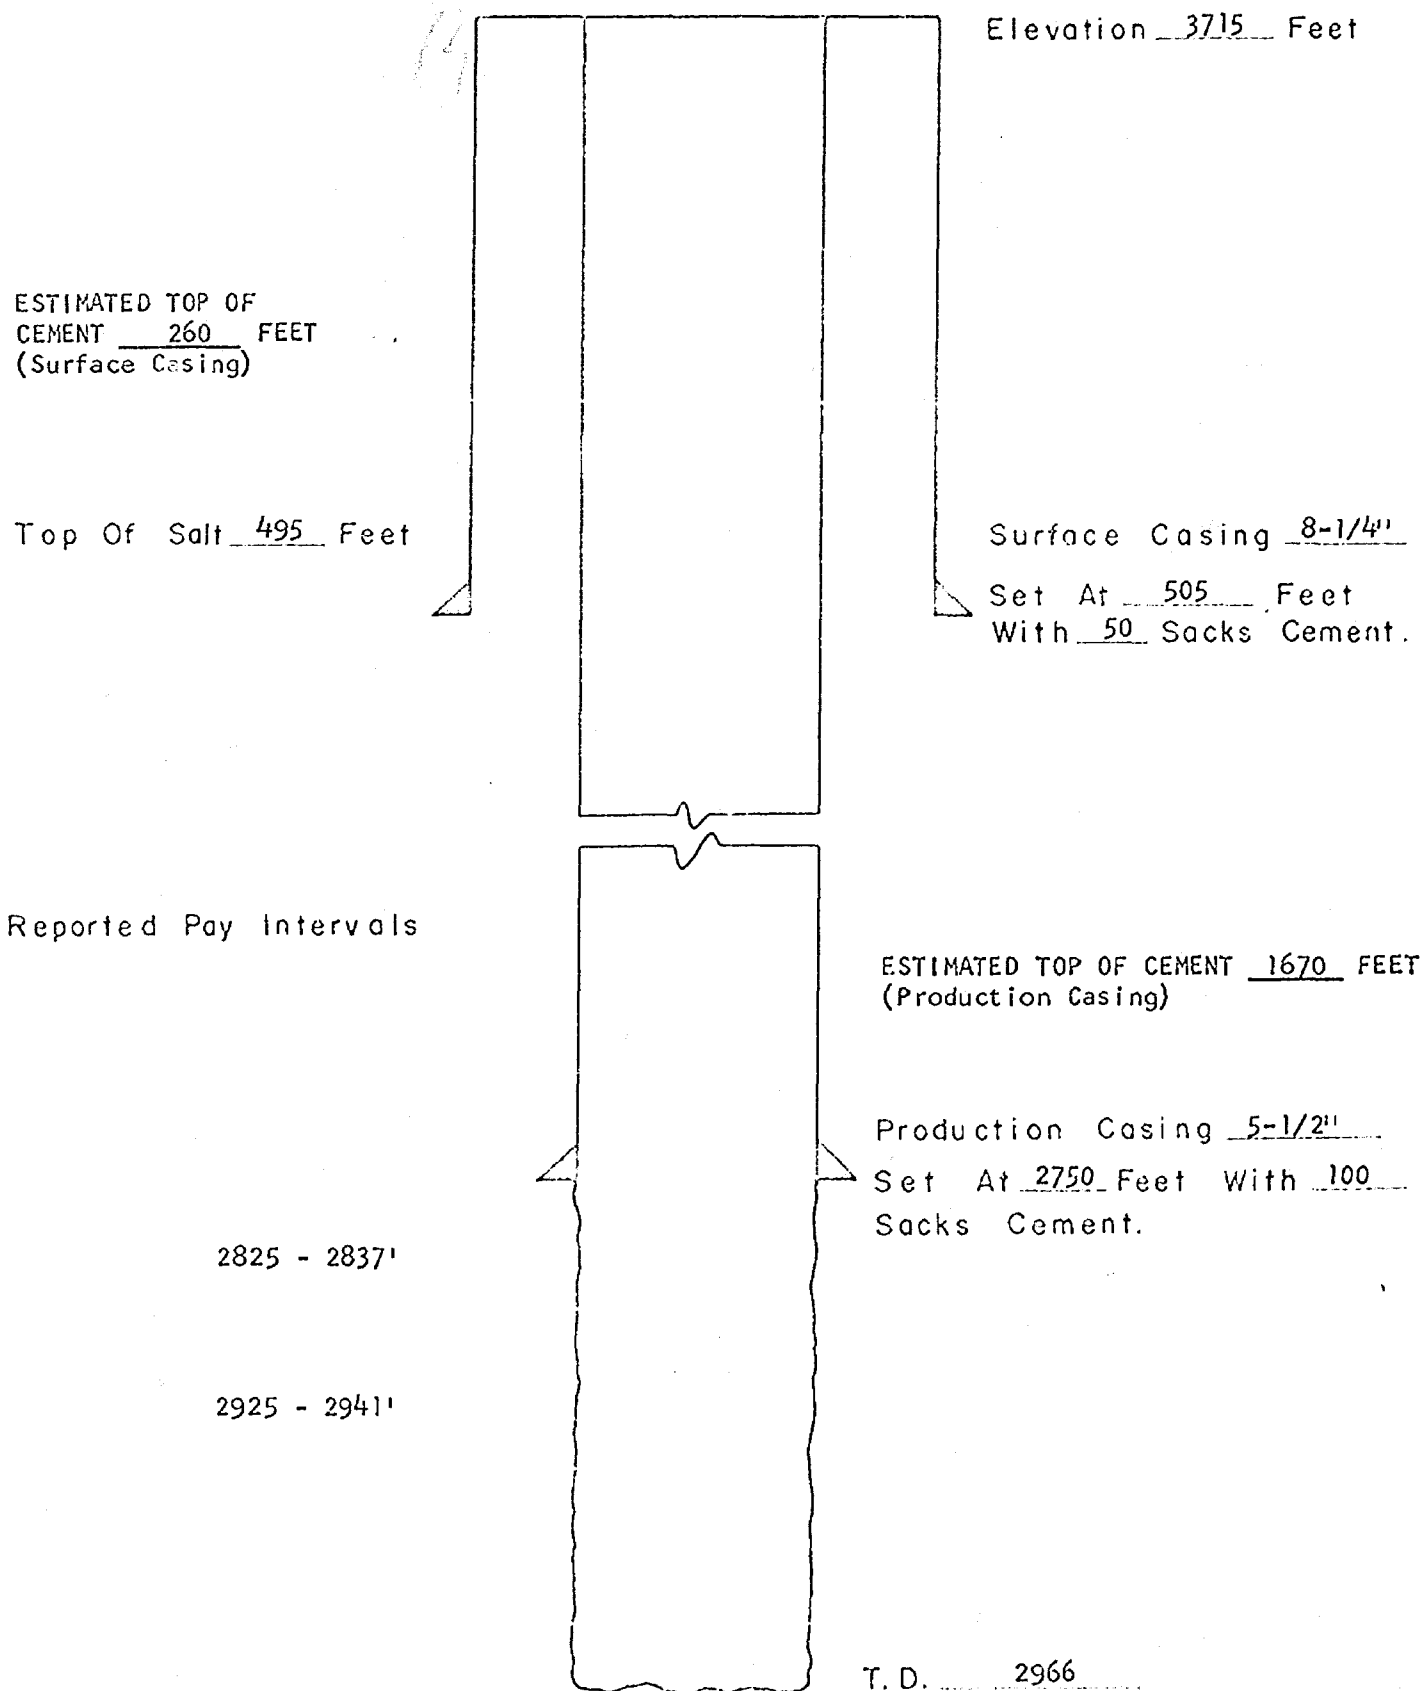 Elevation 3715 Feet
ESTIMATED TOP OF
CEMENT 260 FEET
(Surface Casing)
Top Of Salt 495 Feet
Surface Casing 8-1/4"
Set At 505 Feet
With 50 Sacks Cement.
Reported Pay Intervals
ESTIMATED TOP OF CEMENT 1670 FEET
(Production Casing)
Production Casing 5-1/2"
Set At 2750 Feet With 100
Sacks Cement.
2825 - 2837'
2925 - 2941'
T. D. 2966